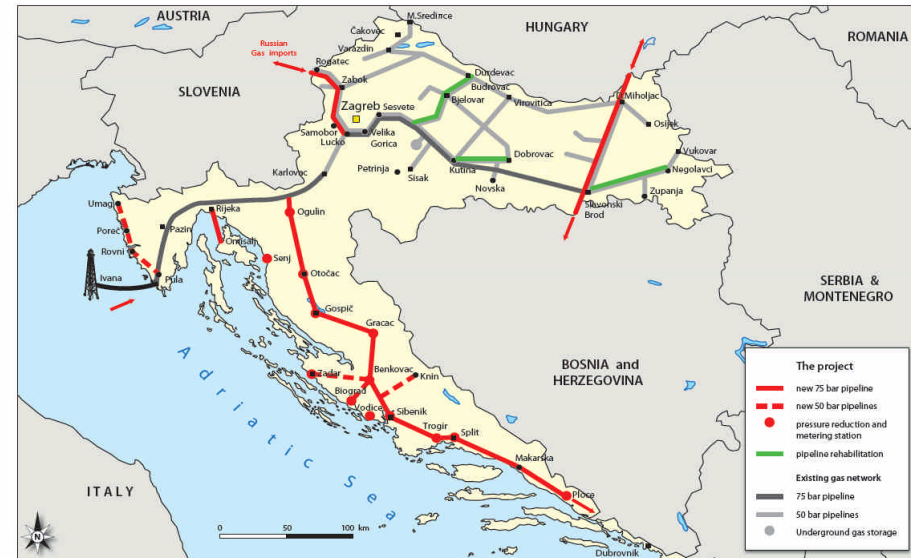 AUSTRIA
HUNGARY
ROMANIA
SLOVENIA
SERBIA &
MONTENEGRO
BOSNIA and
HERZEGOVINA
ITALY
Adriatic Sea
M.Sredince
Čakovec
Varazdin
Russian
Gas imports
Rogatec
Zabok
Zagreb
Sesvete
Durdevac
Budrovac
Bjelovar
Virovitica
D.Miholjac
Osijek
Vukovar
Negolavci
Zupanja
Slavonski
Brod
Samobor
Lucko
Velika
Gorica
Petrinja
Sisak
Kutina
Dobrovac
Novska
Karlovac
Umag
Poreč
Rovni
Pazin
Rijeka
Omišalj
Ivana
Pula
Ogulin
Senj
Otočac
Gospič
Gracac
Benkovac
Zadar
Biograd
Vodice
Knin
Sibenik
Trogir
Split
Makarska
Ploce
Dubrovnik
N
0 50 100 km
The project
new 75 bar pipeline
new 50 bar pipelines
pressure reduction and
metering station
pipeline rehabilitation
Existing gas network
75 bar pipeline
50 bar pipelines
Underground gas storage